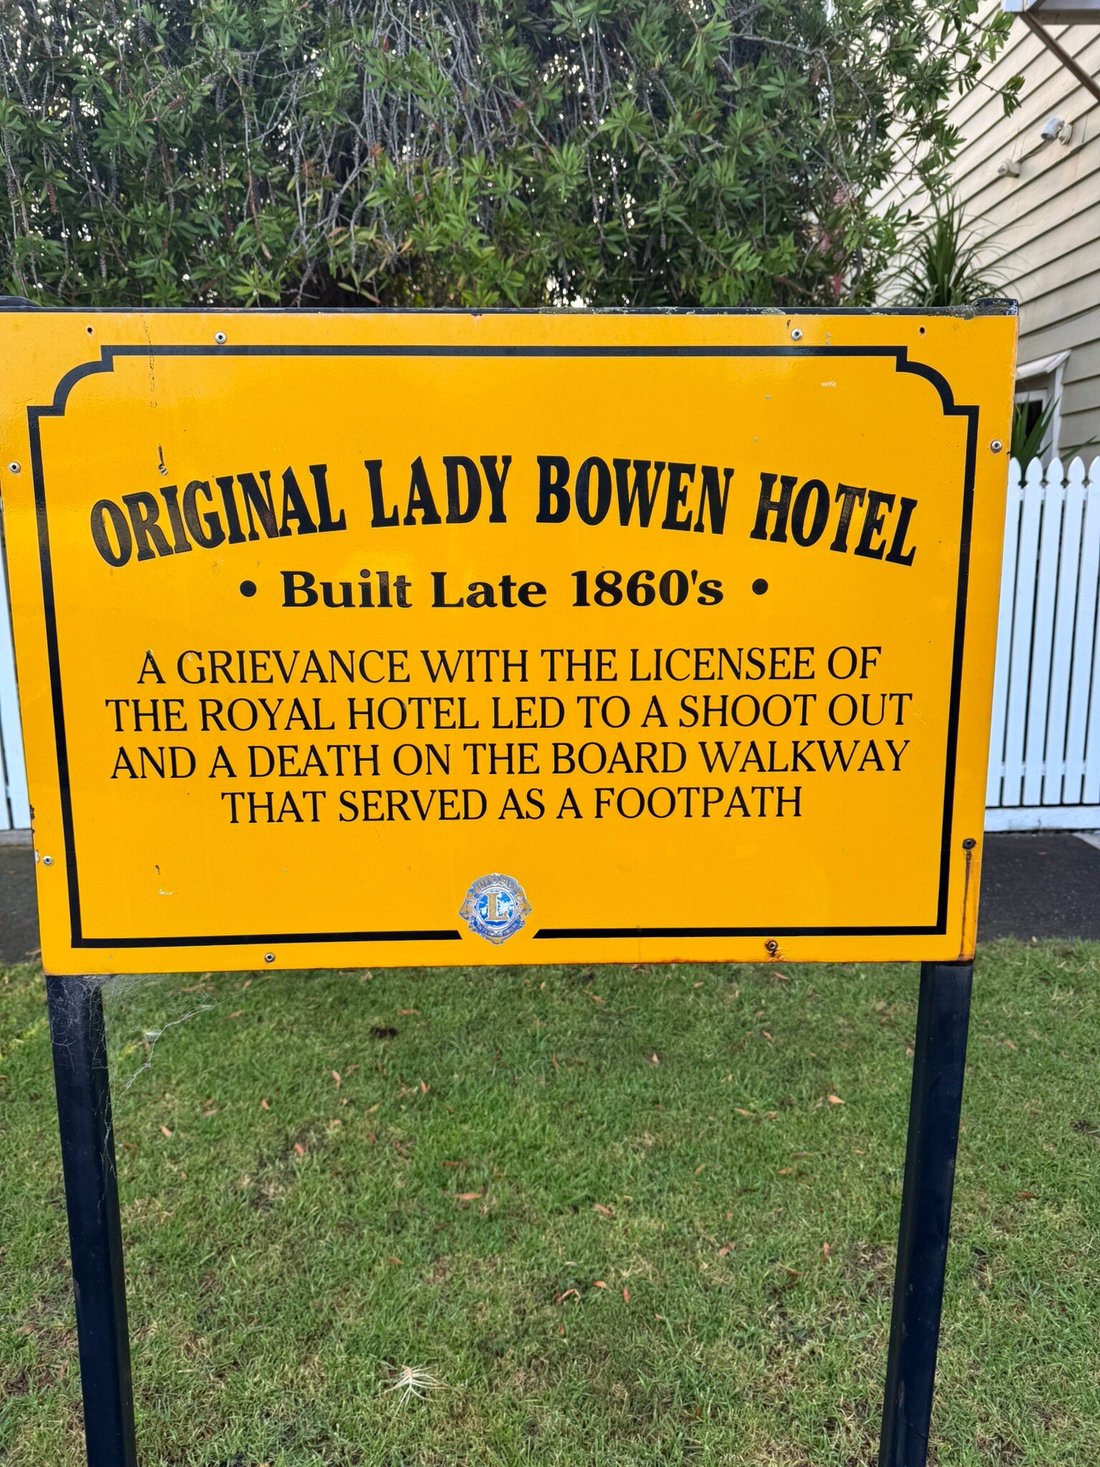 ORIGINAL LADY BOWEN HOTEL
• Built Late 1860's •
A GRIEVANCE WITH THE LICENSEE OF
THE ROYAL HOTEL LED TO A SHOOT OUT
AND A DEATH ON THE BOARD WALKWAY
THAT SERVED AS A FOOTPATH
L